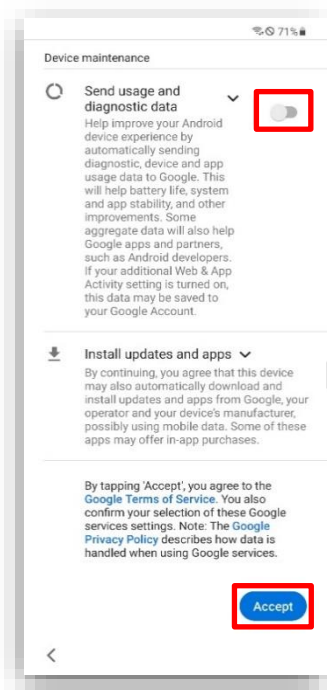 71%
Device maintenance
Send usage and
diagnostic data
Help improve your Android
device experience by
automatically sending
diagnostic, device and app
usage data to Google. This
will help battery life, system
and app stability, and other
improvements. Some
aggregate data will also help
Google apps and partners,
such as Android developers.
If your additional Web & App
Activity setting is turned on,
this data may be saved to
your Google Account.
Install updates and apps
By continuing, you agree that this device
may also automatically download and
install updates and apps from Google, your
operator and your device's manufacturer,
possibly using mobile data. Some of these
apps may offer in-app purchases.
By tapping 'Accept', you agree to the
Google Terms of Service. You also
confirm your selection of these Google
services settings. Note: The Google
Privacy Policy describes how data is
handled when using Google services.
Accept